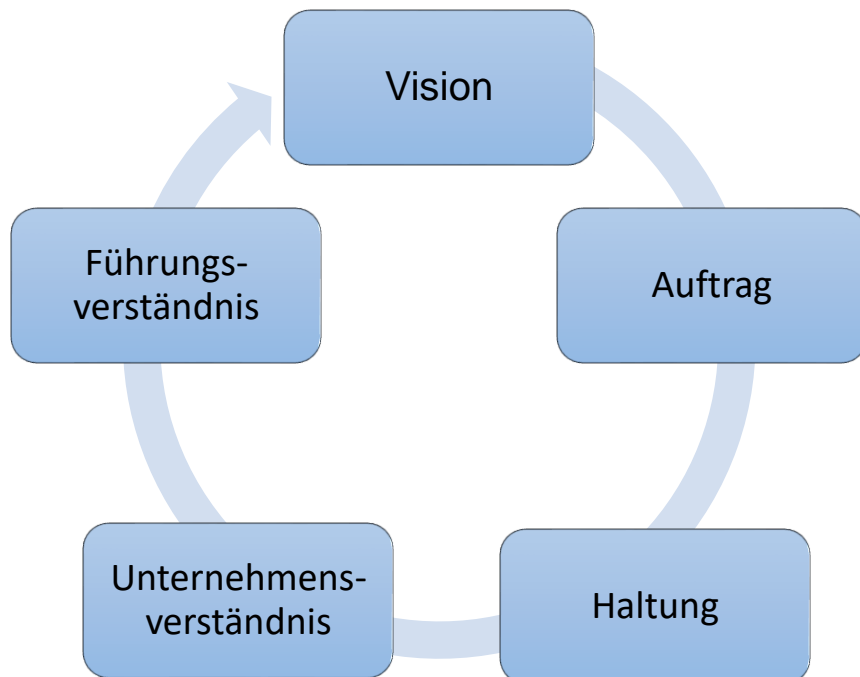 Vision
Auftrag
Haltung
Unternehmens-
verständnis
Führungs-
verständnis